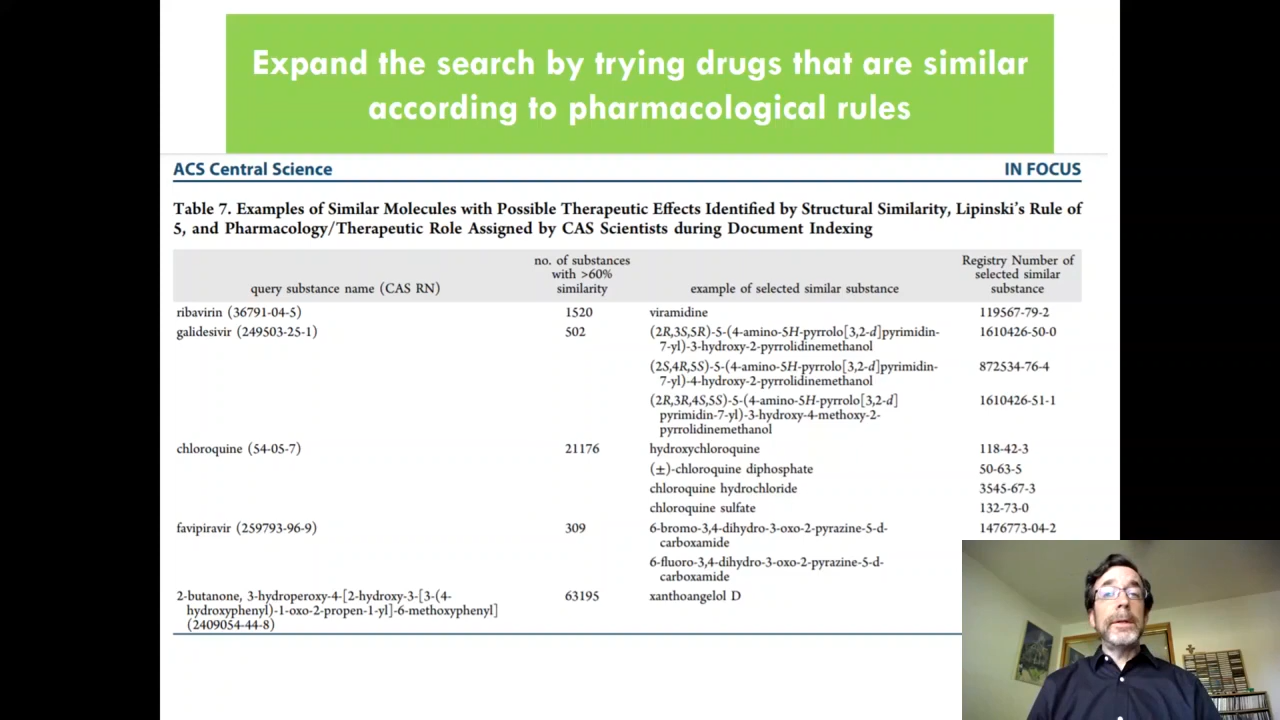 Expand the search by trying drugs that are similar
according to pharmacological rules
ACS Central Science IN FOCUS
Table 7. Examples of Similar Molecules with Possible Therapeutic Effects Identified by Structural Similarity, Lipinski's Rule of
5, and Pharmacology/Therapeutic Role Assigned by CAS Scientists during Document Indexing
query substance name (CAS RN)
no. of substances
with >60%
similarity
example of selected similar substance
Registry Number of
selected similar
substance
ribavirin (36791-04-5) 1520 viramidine 119567-79-2
galidesivir (249503-25-1) 502 (2R,3S,5R)-5-(4-amino-5H-pyrrolo[3,2-d]pyrimidin- 1610426-50-0
7-yl)-3-hydroxy-2-pyrrolidinemethanol
(2S,4R,5S)-5-(4-amino-5H-pyrrolo[3,2-d]pyrimidin- 872534-76-4
7-yl)-4-hydroxy-2-pyrrolidinemethanol
(2R,3R,4S,5S)-5-(4-amino-5H-pyrrolo[3,2-d] 1610426-51-1
pyrimidin-7-yl)-3-hydroxy-4-methoxy-2-
pyrrolidinemethanol
chloroquine (54-05-7) 21176 hydroxychloroquine 118-42-3
(±)-chloroquine diphosphate 50-63-5
chloroquine hydrochloride 3545-67-3
chloroquine sulfate 132-73-0
favipiravir (259793-96-9) 309 6-bromo-3,4-dihydro-3-oxo-2-pyrazine-5-d- 1476773-04-2
carboxamide
6-fluoro-3,4-dihydro-3-oxo-2-pyrazine-5-d-
carboxamide
2-butanone, 3-hydroperoxy-4-[2-hydroxy-3-[3-(4- 63195 xanthoangelol D
hydroxyphenyl)-1-oxo-2-propen-1-yl]-6-methoxyphenyl]
(2409054-44-8)